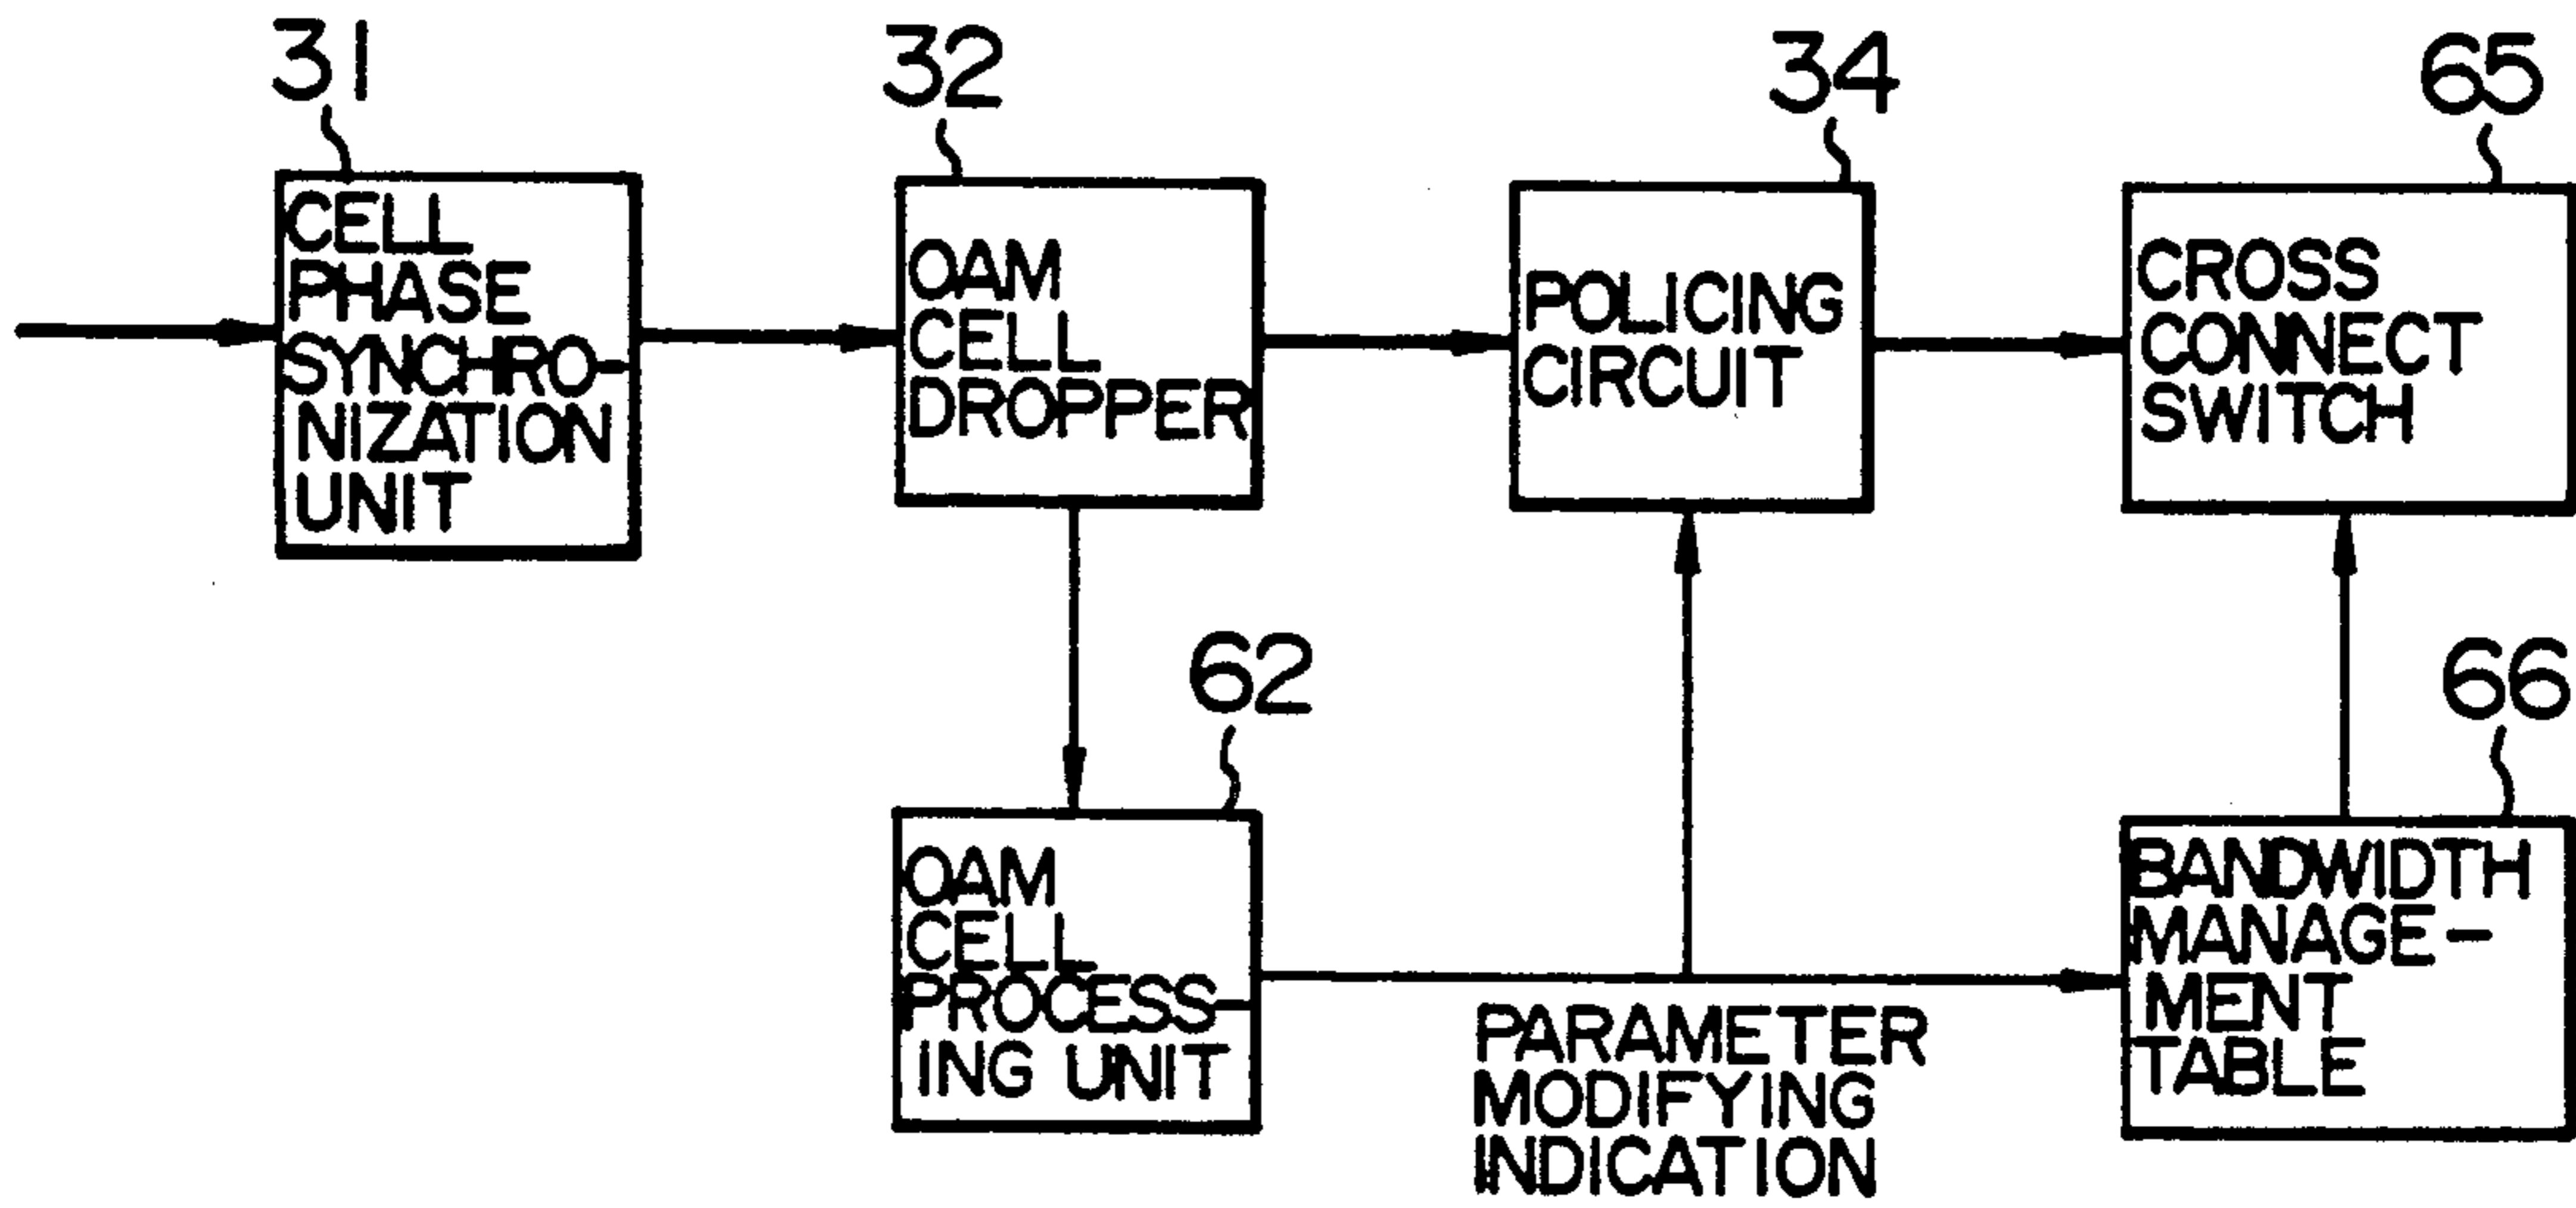 31
32
34
65
CELL
PHASE
SYNCHRO-
NIZATION
UNIT
OAM
CELL
DROPPER
POLICING
CIRCUIT
CROSS
CONNECT
SWITCH
62
66
OAM
CELL
PROCESS-
ING UNIT
PARAMETER
MODIFYING
INDICATION
BANDWIDTH
MANAGE-
MENT
TABLE